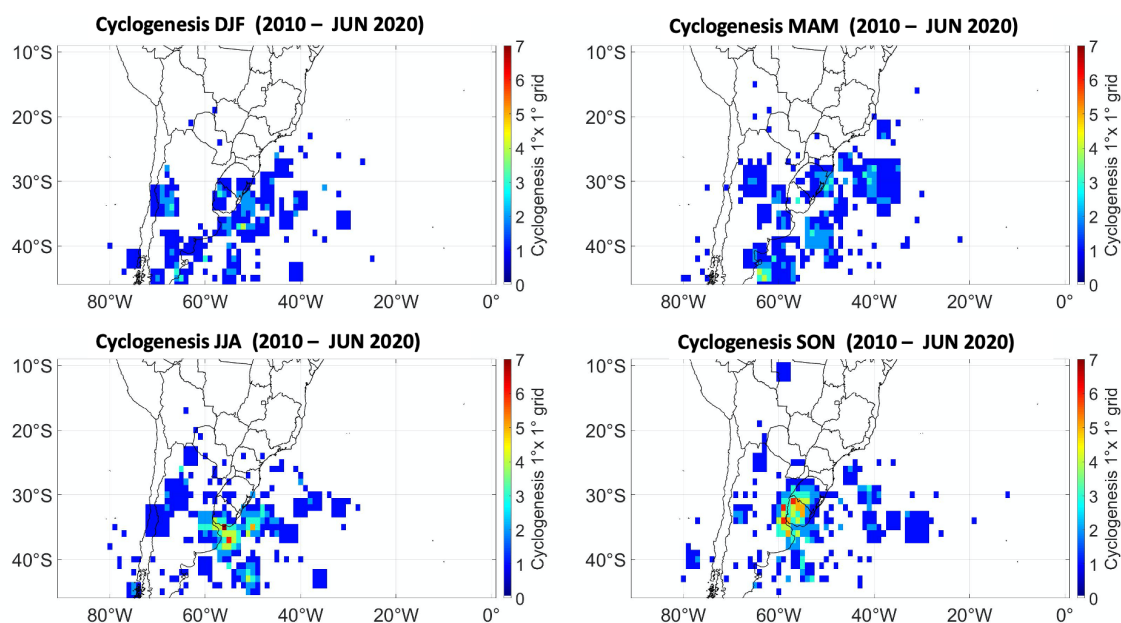 Cyclogenesis DJF (2010 – JUN 2020)
10°S
20°S
30°S
40°S
80°W 60°W 40°W 20°W 0°
7
6
5
4
3
2
1
0
Cyclogenesis 1°x 1° grid
Cyclogenesis MAM (2010 – JUN 2020)
10°S
20°S
30°S
40°S
80°W 60°W 40°W 20°W 0°
7
6
5
4
3
2
1
0
Cyclogenesis 1°x 1° grid
Cyclogenesis JJA (2010 – JUN 2020)
10°S
20°S
30°S
40°S
80°W 60°W 40°W 20°W 0°
7
6
5
4
3
2
1
0
Cyclogenesis 1°x 1° grid
Cyclogenesis SON (2010 – JUN 2020)
10°S
20°S
30°S
40°S
80°W 60°W 40°W 20°W 0°
7
6
5
4
3
2
1
0
Cyclogenesis 1°x 1° grid